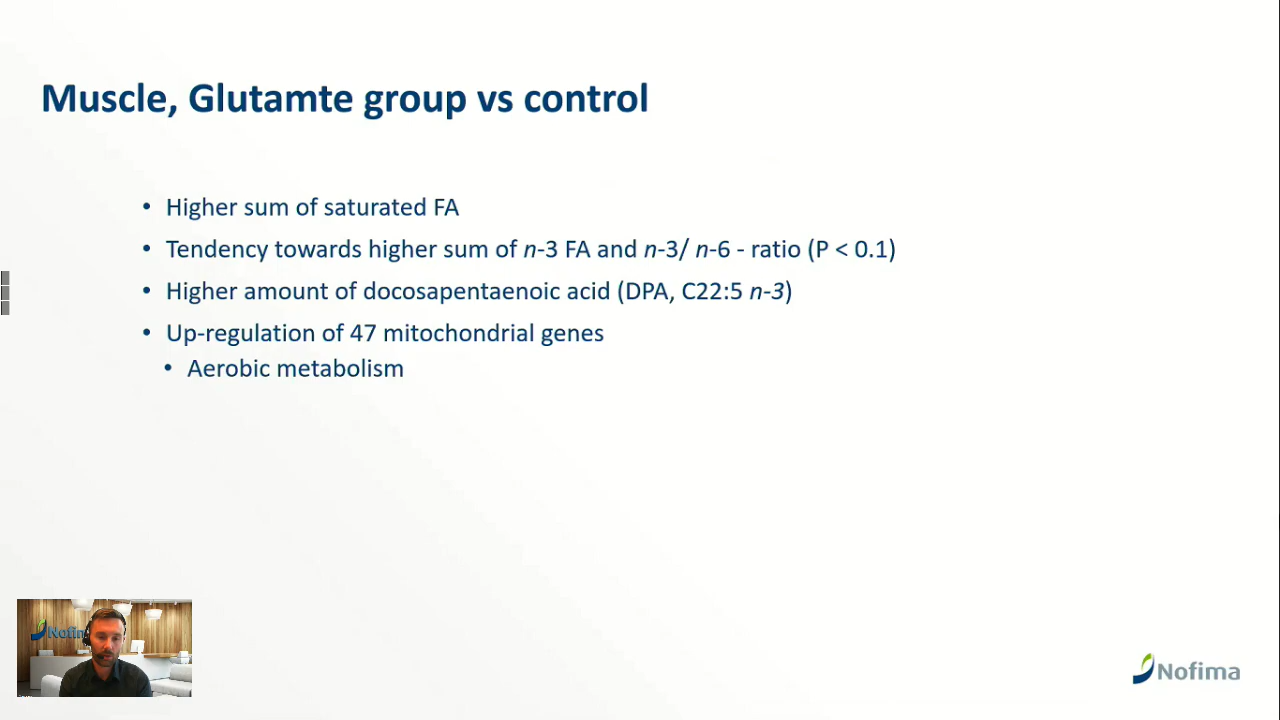 Muscle, Glutamte group vs control
• Higher sum of saturated FA
• Tendency towards higher sum of n-3 FA and n-3/ n-6 - ratio (P < 0.1)
• Higher amount of docosapentaenoic acid (DPA, C22:5 n-3)
• Up-regulation of 47 mitochondrial genes
• Aerobic metabolism
Nofim
Nofima